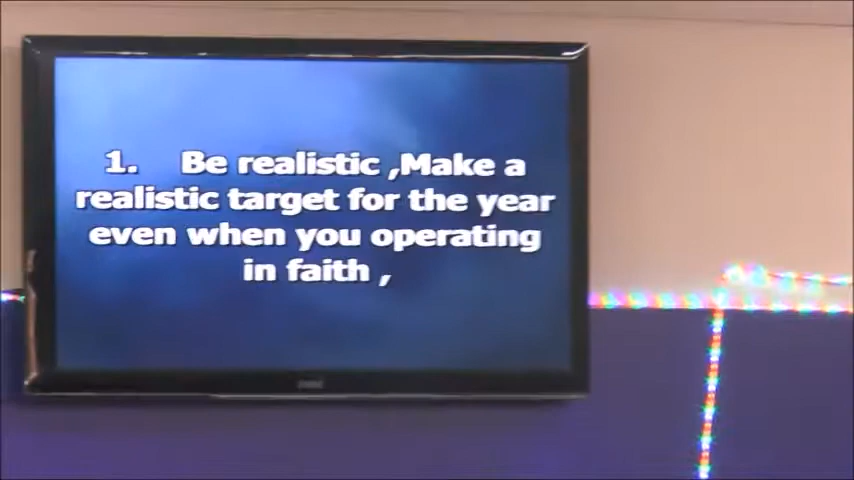 1. Be realistic ,Make a
realistic target for the year
even when you operating
in faith ,